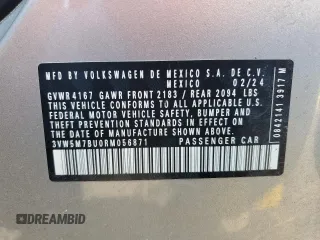 MFD BY VOLKSWAGEN DE MEXICO S.A. DE C.V.
MEXICO 02/24
GVWR 4167 GAWR FRONT 2183 / REAR 2094 LBS
THIS VEHICLE CONFORMS TO ALL APPLICABLE U.S.
FEDERAL MOTOR VEHICLE SAFETY, BUMPER AND
THEFT PREVENTION STANDARDS IN EFFECT ON THE
DATE OF MANUFACTURE SHOWN ABOVE
3VW5M7BU0RM056871 PASSENGER CAR
0842141 3917 M
DREAMBID